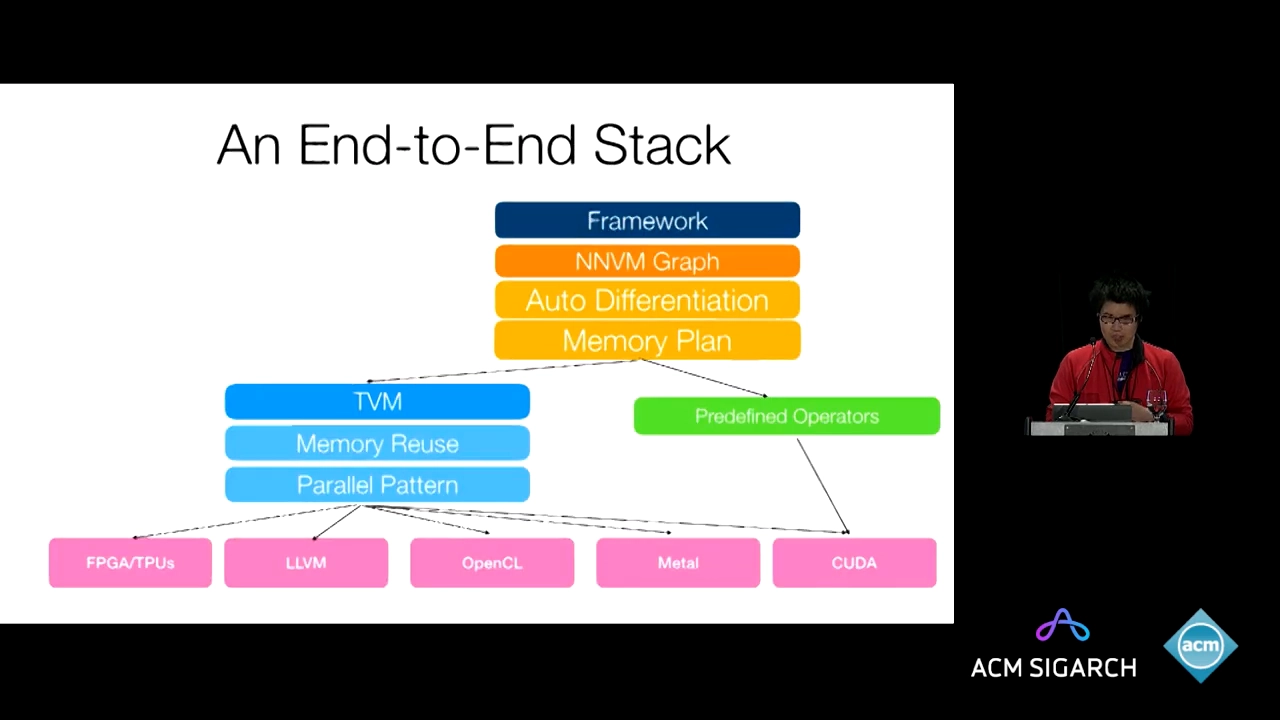 An End-to-End Stack
Framework
NNVM Graph
Auto Differentiation
Memory Plan
TVM
Predefined Operators
Memory Reuse
Parallel Pattern
FPGA/TPUs
LLVM
OpenCL
Metal
CUDA
ACM SIGARCH
acm